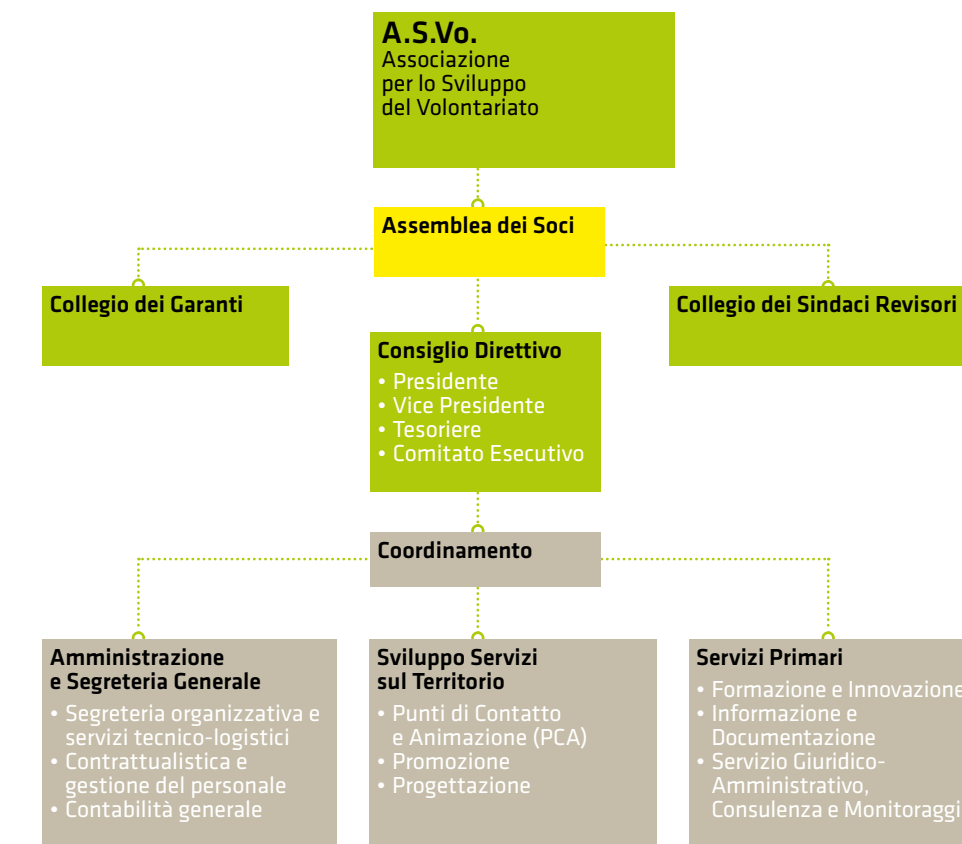 A.S.Vo.
Associazione
per lo Sviluppo
del Volontariato
Assemblea dei Soci
Collegio dei Garanti
Collegio dei Sindaci Revisori
Consiglio Direttivo
• Presidente
• Vice Presidente
• Tesoriere
• Comitato Esecutivo
Coordinamento
Amministrazione
e Segreteria Generale
• Segreteria organizzativa e
servizi tecnico-logistici
• Contrattualistica e
gestione del personale
• Contabilità generale
Sviluppo Servizi
sul Territorio
• Punti di Contatto
e Animazione (PCA)
• Promozione
• Progettazione
Servizi Primari
• Formazione e Innovazione
• Informazione e
Documentazione
• Servizio Giuridico-
Amministrativo,
Consulenza e Monitoraggi